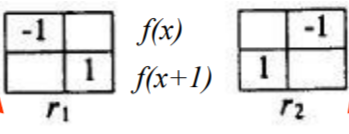 -1 f(x) -1
1 f(x+1) 1
r1 r2